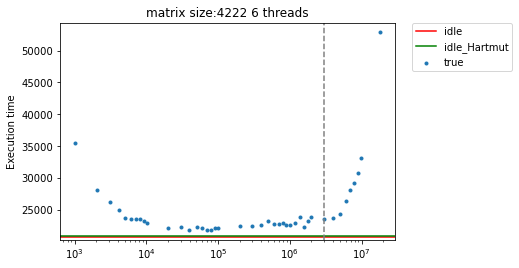 matrix size:4222 6 threads
idle
idle_Hartmut
true
Execution time
50000
45000
40000
35000
30000
25000
10³
10⁴
10⁵
10⁶
10⁷